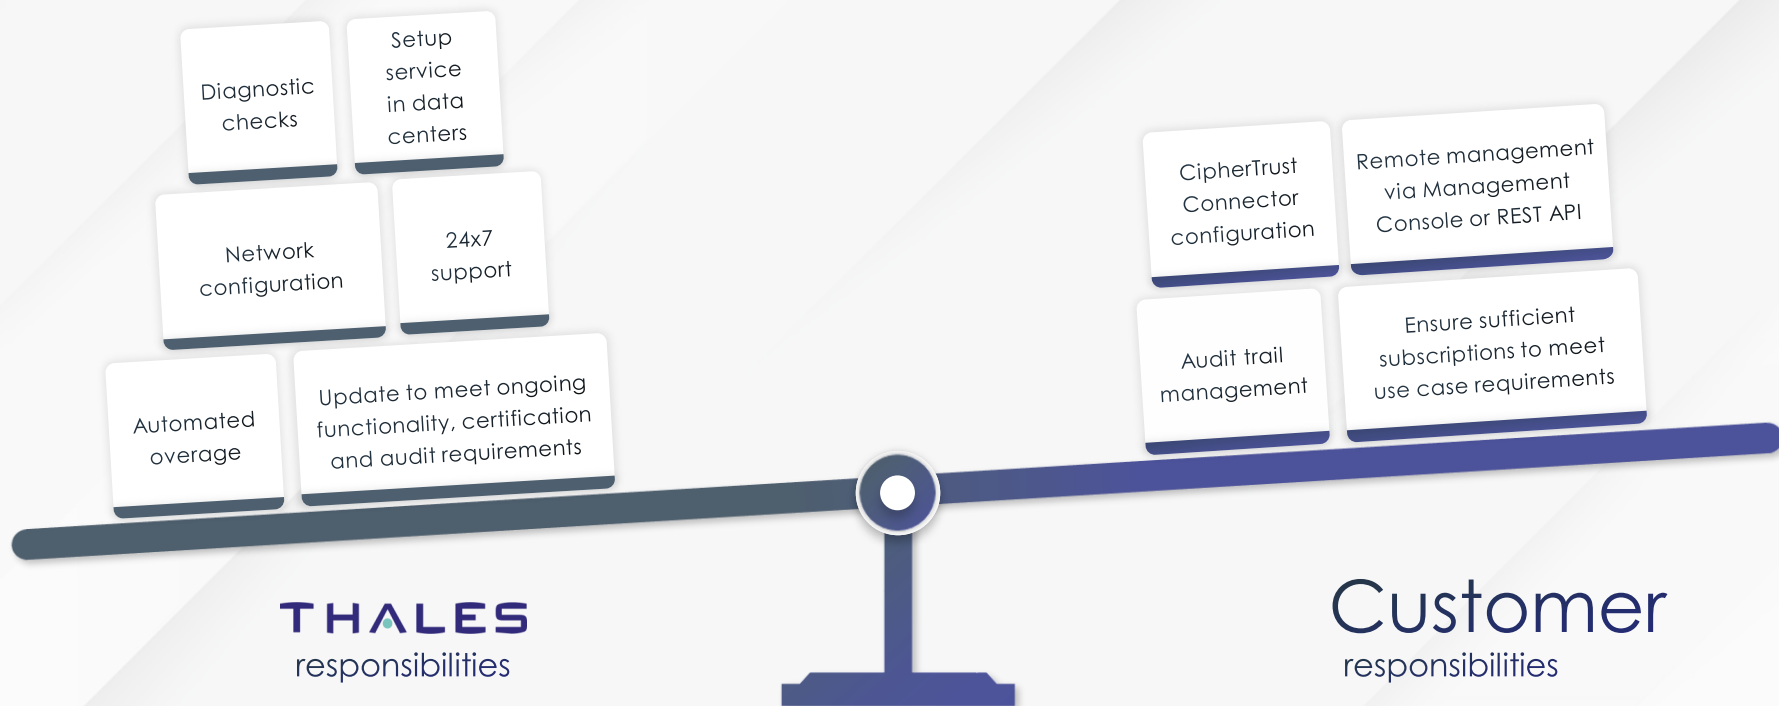 Diagnostic
checks
Setup
service
in data
centers
Network
configuration
24x7
support
Automated
overage
Update to meet ongoing
functionality, certification
and audit requirements
CipherTrust
Connector
configuration
Remote management
via Management
Console or REST API
Audit trail
management
Ensure sufficient
subscriptions to meet
use case requirements
THALES
responsibilities
Customer
responsibilities